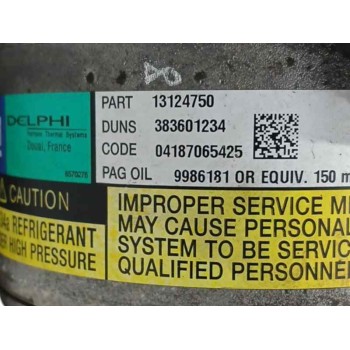 DELPHI
Harrison Thermal Systems
Douai, France
PART 13124750
DUNS 383601234
CODE 04187065425
PAG OIL 9986181 OR EQUIV. 150 m
CAUTION
REFRIGERANT
HIGH PRESSURE
IMPROPER SERVICE
MAY CAUSE PERSONAL
SYSTEM TO BE SERVIC
QUALIFIED PERSONNE